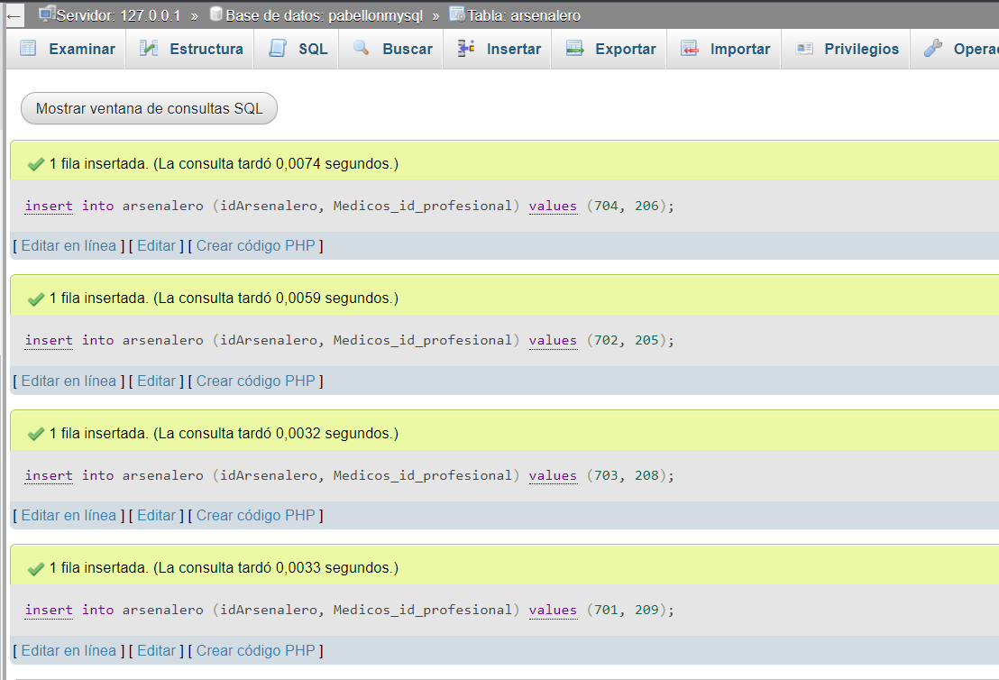 Servidor: 127.0.0.1 » Base de datos: pabellonmysql » Tabla: arsenalero
Examinar Estructura SQL Buscar Insertar Exportar Importar Privilegios Opera
Mostrar ventana de consultas SQL
1 fila insertada. (La consulta tardó 0,0074 segundos.)
insert into arsenalero (idArsenalero, Medicos_id_profesional) values (704, 206);
[ Editar en línea ] [ Editar ] [ Crear código PHP ]
1 fila insertada. (La consulta tardó 0,0059 segundos.)
insert into arsenalero (idArsenalero, Medicos_id_profesional) values (702, 205);
[ Editar en línea ] [ Editar ] [ Crear código PHP ]
1 fila insertada. (La consulta tardó 0,0032 segundos.)
insert into arsenalero (idArsenalero, Medicos_id_profesional) values (703, 208);
[ Editar en línea ] [ Editar ] [ Crear código PHP ]
1 fila insertada. (La consulta tardó 0,0033 segundos.)
insert into arsenalero (idArsenalero, Medicos_id_profesional) values (701, 209);
[ Editar en línea ] [ Editar ] [ Crear código PHP ]